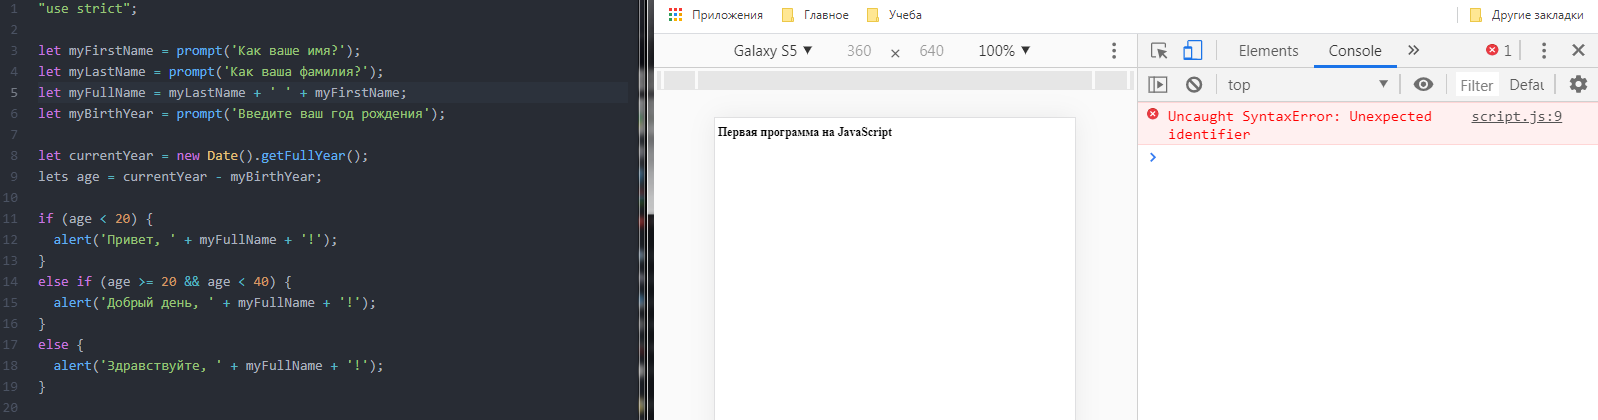 1 "use strict";
2
3 let myFirstName = prompt('Как ваше имя?');
4 let myLastName = prompt('Как ваша фамилия?');
5 let myFullName = myLastName + ' ' + myFirstName;
6 let myBirthYear = prompt('Введите ваш год рождения');
7
8 let currentYear = new Date().getFullYear();
9 lets age = currentYear - myBirthYear;
10
11 if (age < 20) {
12 alert('Привет, ' + myFullName + '!');
13 }
14 else if (age >= 20 && age < 40) {
15 alert('Добрый день, ' + myFullName + '!');
16 }
17 else {
18 alert('Здравствуйте, ' + myFullName + '!');
19 }
20
Приложения Главное Учеба Другие закладки
Galaxy S5 ▼ 360 × 640 100% ▼
Elements Console » 1
top ▼ Filter Defau
Первая программа на JavaScript
Uncaught SyntaxError: Unexpected script.js:9
identifier